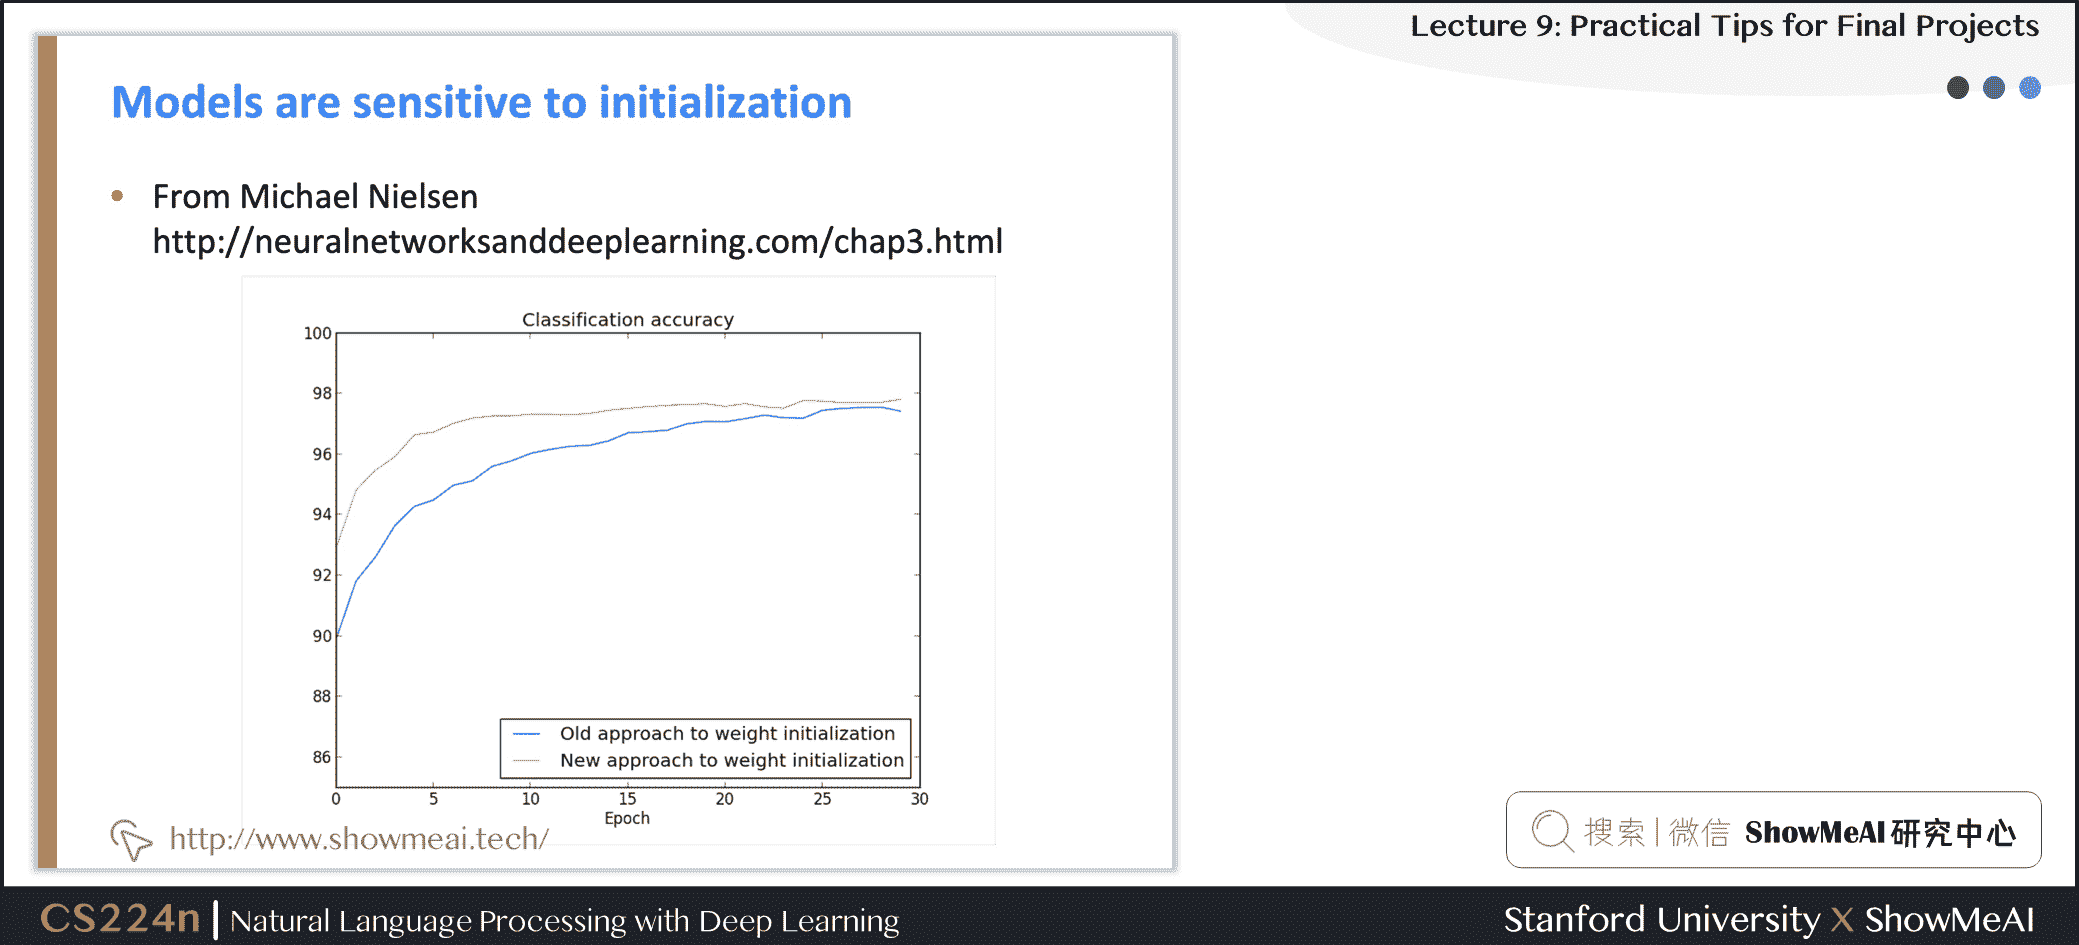 Lecture 9: Practical Tips for Final Projects
Models are sensitive to initialization
• From Michael Nielsen
http://neuralnetworksanddeeplearning.com/chap3.html
Classification accuracy
100
98
96
94
92
90
88
86
Old approach to weight initialization
New approach to weight initialization
0 5 10 15 20 25 30
Epoch
http://www.showmeai.tech/
搜索 | 微信 ShowMeAI 研究中心
CS224n | Natural Language Processing with Deep Learning
Stanford University X ShowMeAI